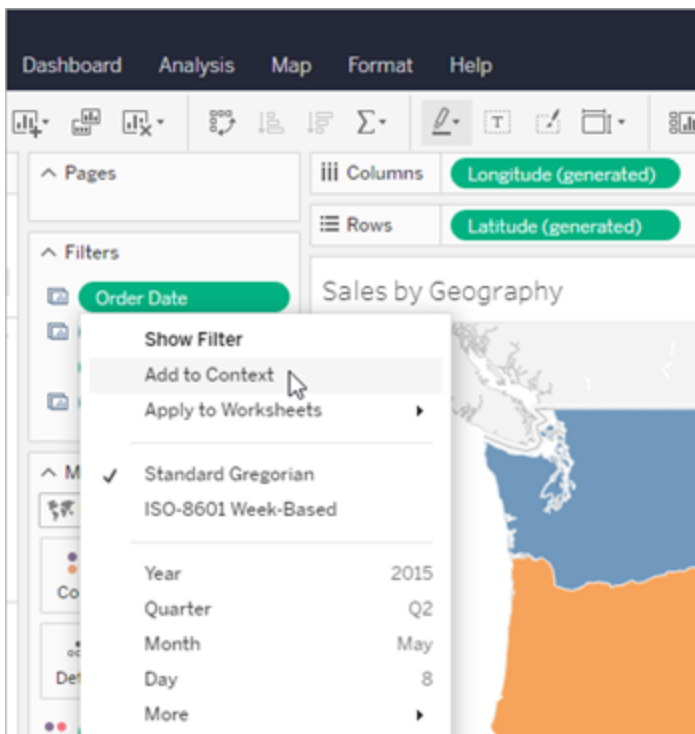 Dashboard Analysis Map Format Help
Pages
Columns Longitude (generated)
Rows Latitude (generated)
Filters
Order Date
Sales by Geography
Show Filter
Add to Context
Apply to Worksheets
Standard Gregorian
ISO-8601 Week-Based
Year 2015
Quarter Q2
Month May
Day 8
More
M
Co
Det